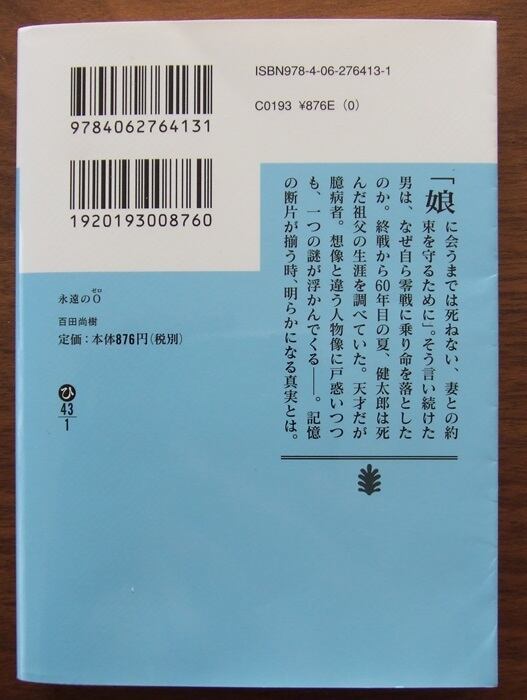 ISBN978-4-06-276413-1
C0193 ¥876E (0)
9784062764131
1920193008760
永遠の0
ゼロ
百田尚樹
定価：本体876円（税別）
ひ
43
1
「娘に会うまでは死ねない、妻との約
束を守るために」。そう言い続けた
男は、なぜ自ら零戦に乗り命を落とした
のか。終戦から60年目の夏、健太郎は死
んだ祖父の生涯を調べていた。天才だが
臆病者。想像と違う人物像に戸惑いつつ
も、一つの謎が浮かんでくる――。記憶
の断片が揃う時、明らかになる真実とは。